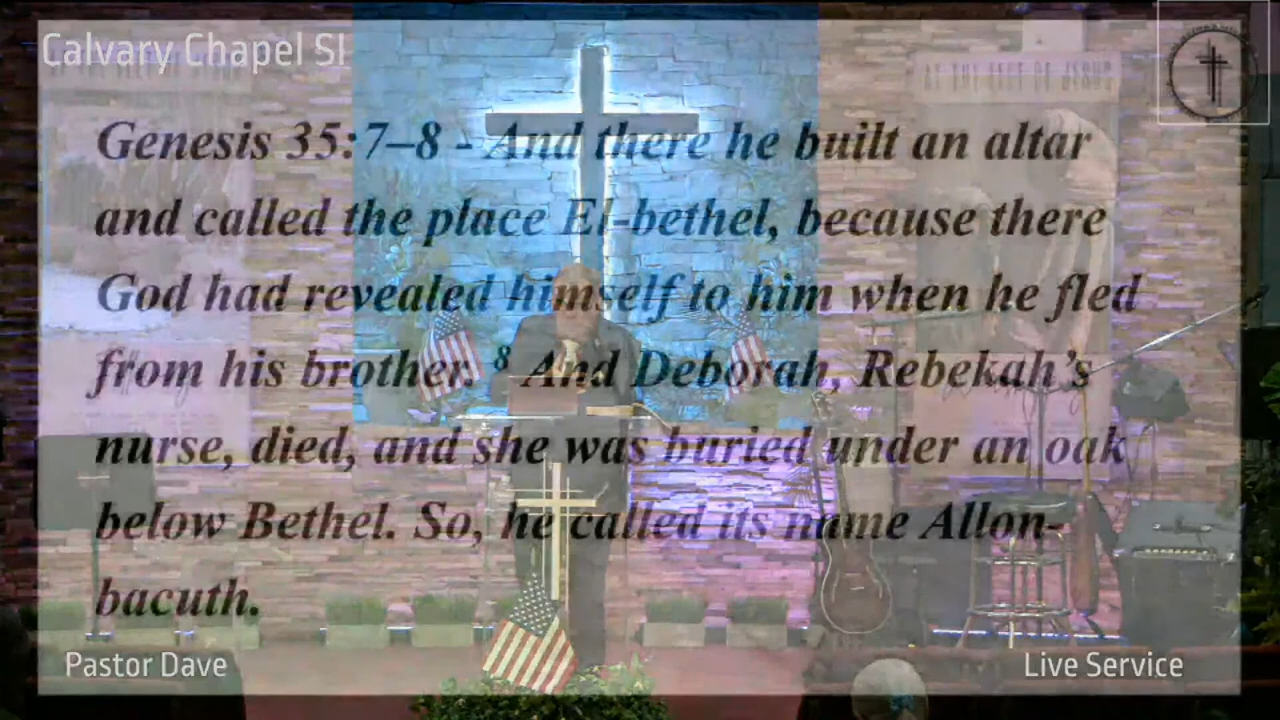 Calvary Chapel Sl
AT THE FEET OF JESUS
Genesis 35:7–8 - And there he built an altar
and called the place El-bethel, because there
God had revealed himself to him when he fled
from his brother. ⁸ And Deborah, Rebekah’s
nurse, died, and she was buried under an oak
below Bethel. So, he called its name Allon-
bacuth.
Pastor Dave
Live Service